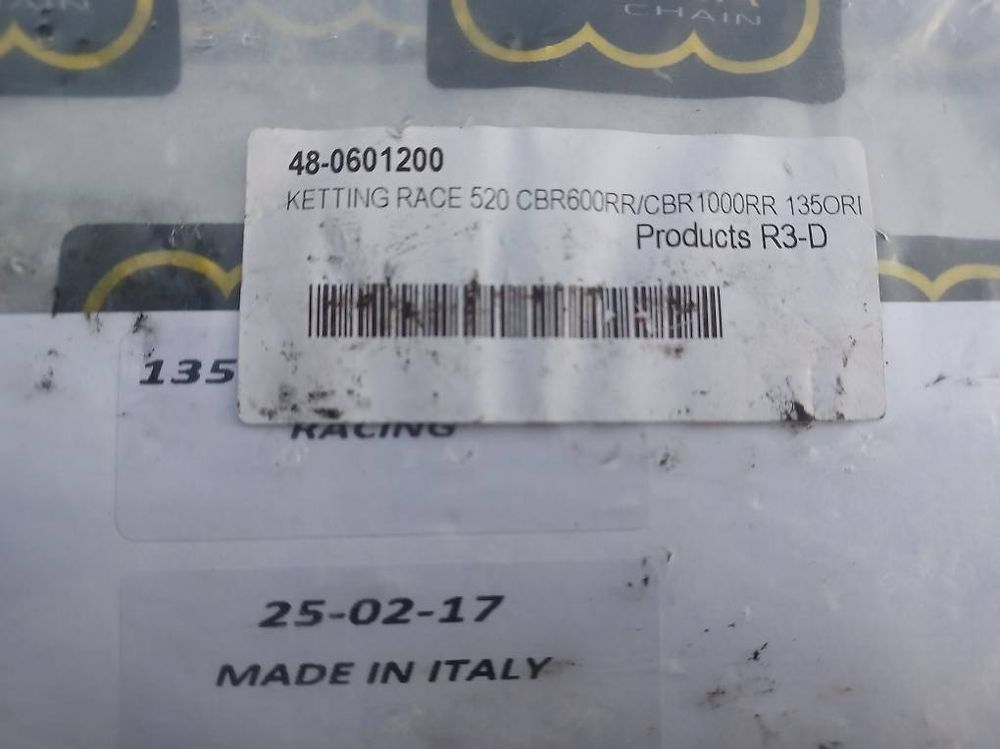 CHAIN
CHAIN
48-0601200
KETTING RACE 520 CBR600RR/CBR1000RR 135ORI
Products R3-D
135
RACING
25-02-17
MADE IN ITALY